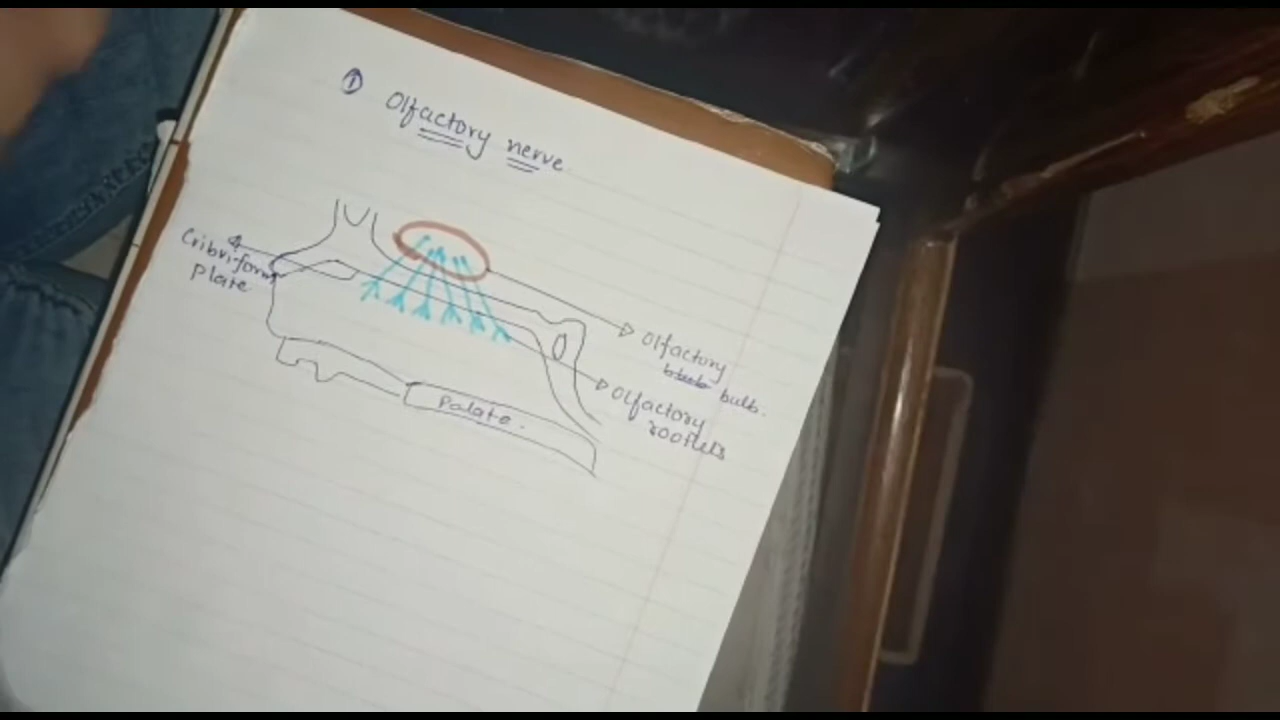 ① Olfactory nerve
Cribriform
Plate
Olfactory
bulb.
Olfactory
rootlets
Palate.